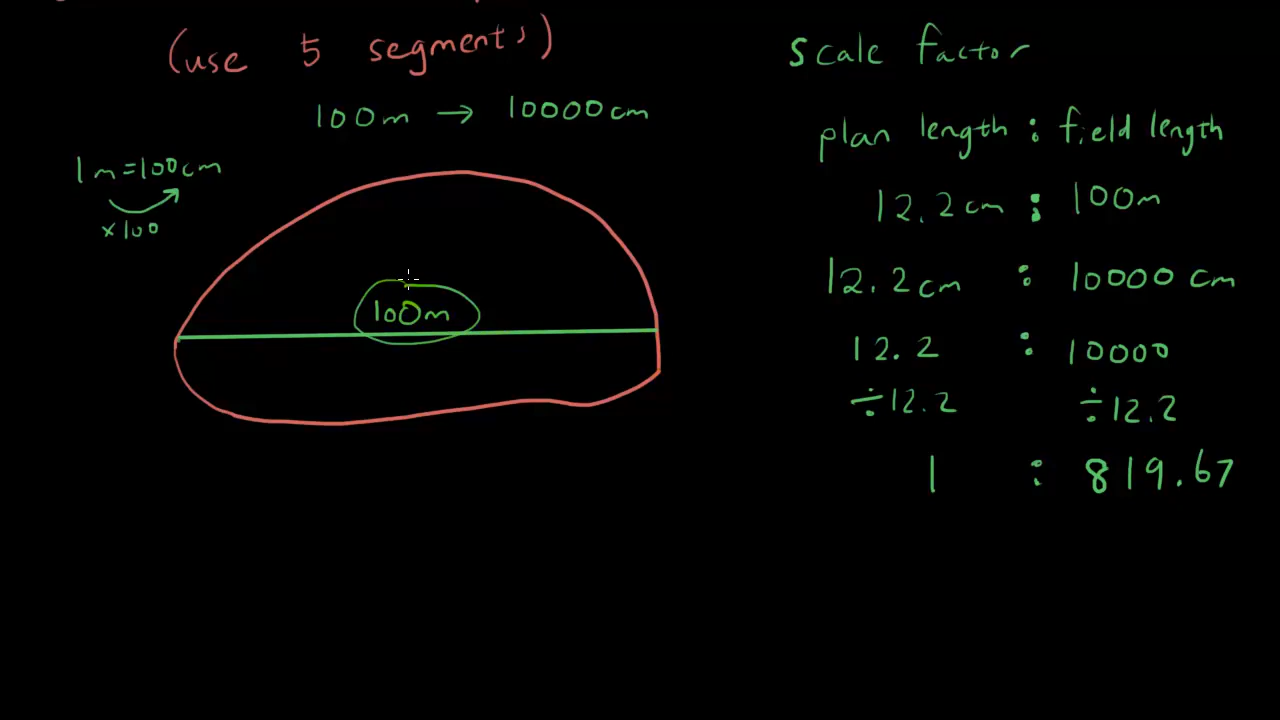 (use 5 segments)
100m → 10000cm
1m=100cm
×100
100m
Scale factor
plan length : field length
12.2cm : 100m
12.2cm : 10000 cm
12.2 : 10000
÷12.2 ÷12.2
1 : 819.67